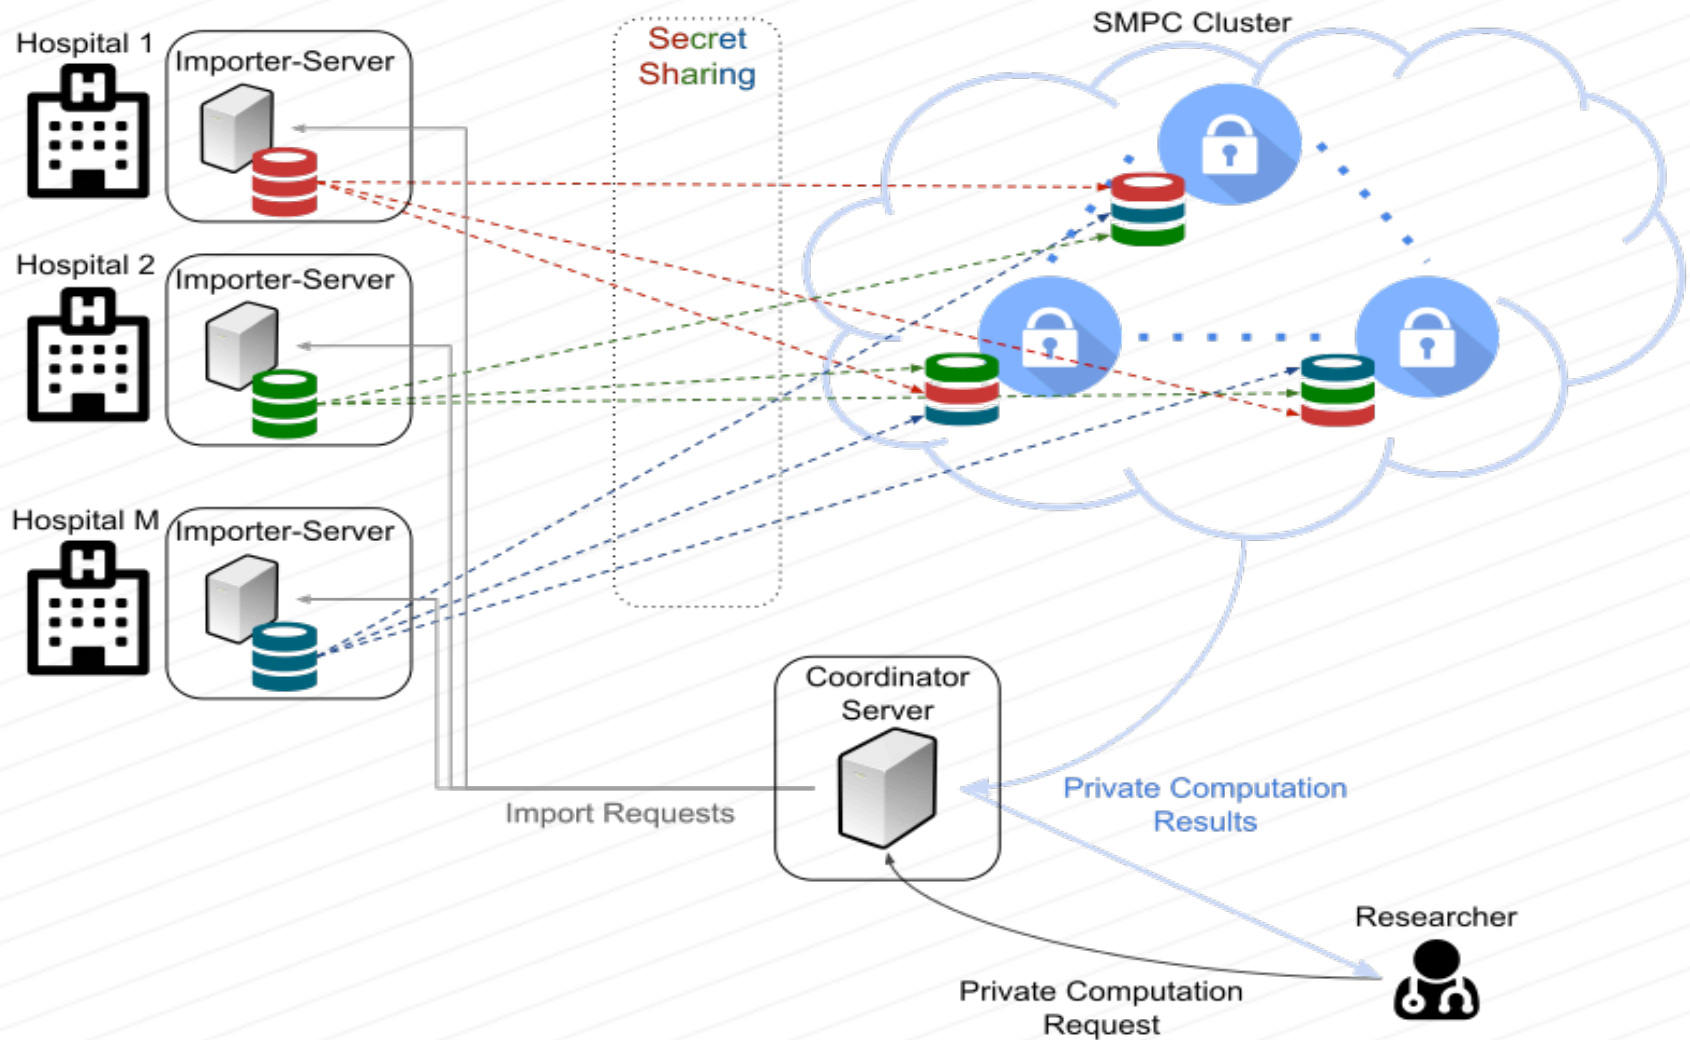 SMPC Cluster
Hospital 1
Importer-Server
Secret
Sharing
Hospital 2
Importer-Server
Hospital M
Importer-Server
Coordinator
Server
Import Requests
Private Computation
Results
Researcher
Private Computation
Request